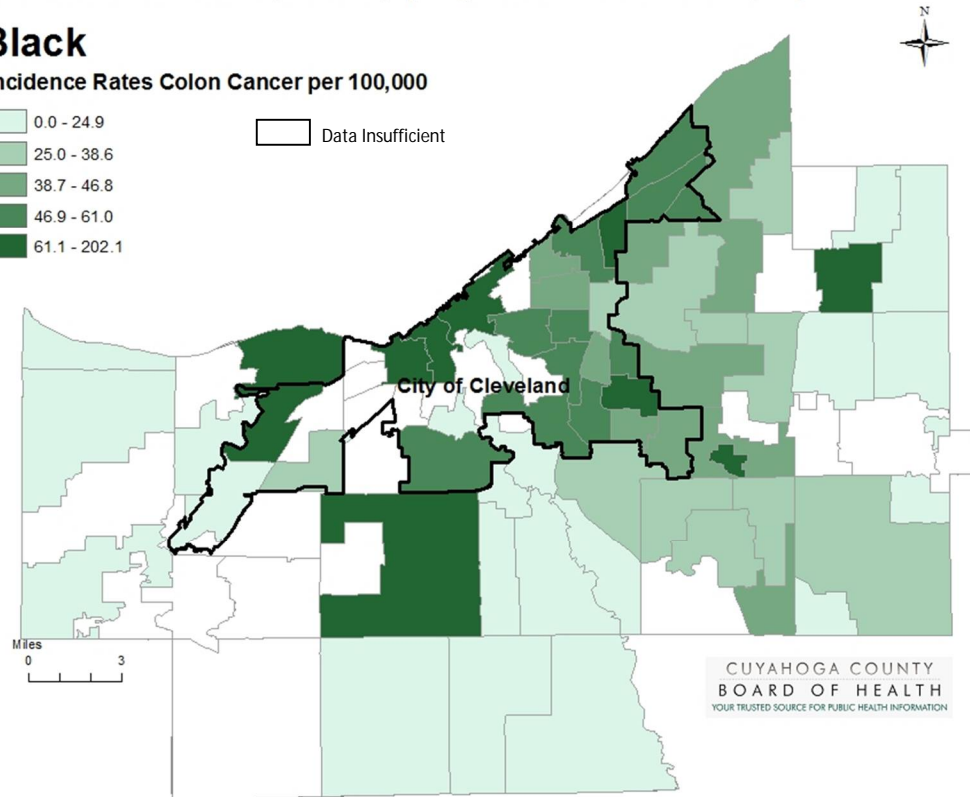 Black
ncidence Rates Colon Cancer per 100,000
0.0 - 24.9
25.0 - 38.6
38.7 - 46.8
46.9 - 61.0
61.1 - 202.1
Data Insufficient
N
City of Cleveland
Miles
0 3
CUYAHOGA COUNTY
BOARD OF HEALTH
YOUR TRUSTED SOURCE FOR PUBLIC HEALTH INFORMATION